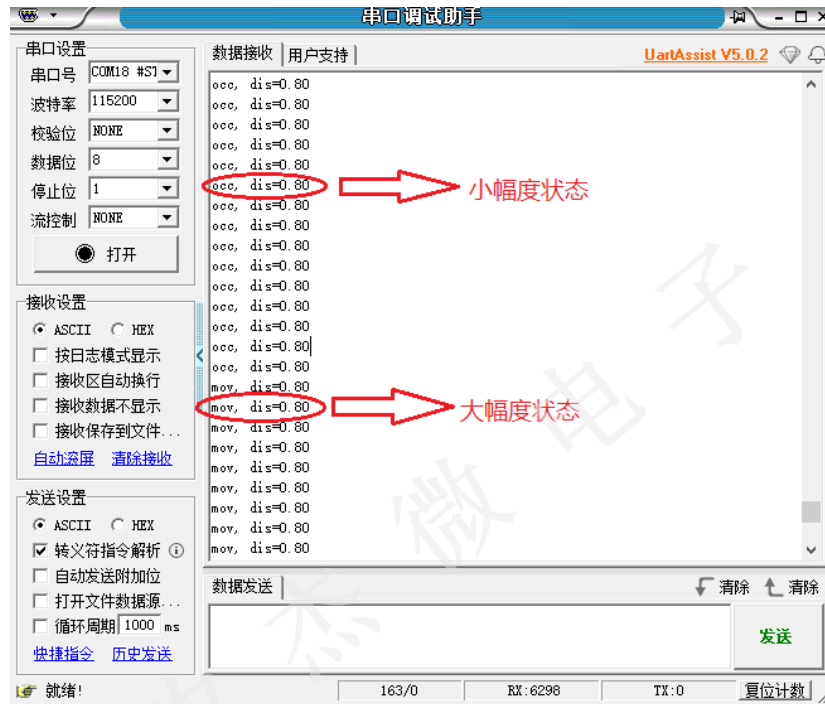 串口调试助手
串口设置
串口号 COM18 #ST
波特率 115200
校验位 NONE
数据位 8
停止位 1
流控制 NONE
打开
接收设置
ASCII HEX
按日志模式显示
接收区自动换行
接收数据不显示
接收保存到文件...
自动滚屏 清除接收
发送设置
ASCII HEX
转义符指令解析
自动发送附加位
打开文件数据源...
循环周期 1000 ms
快捷指令 历史发送
数据接收 用户支持 UartAssist V5.0.2
occ, dis=0.80
occ, dis=0.80
occ, dis=0.80
occ, dis=0.80
occ, dis=0.80
occ, dis=0.80 小幅度状态
occ, dis=0.80
occ, dis=0.80
occ, dis=0.80
occ, dis=0.80
occ, dis=0.80
occ, dis=0.80
occ, dis=0.80
occ, dis=0.80
occ, dis=0.80
mov, dis=0.80
mov, dis=0.80 大幅度状态
mov, dis=0.80
mov, dis=0.80
mov, dis=0.80
mov, dis=0.80
mov, dis=0.80
mov, dis=0.80
mov, dis=0.80
数据发送 清除 清除
发送
就绪! 163/0 RX:6298 TX:0 复位计数
杰微电子